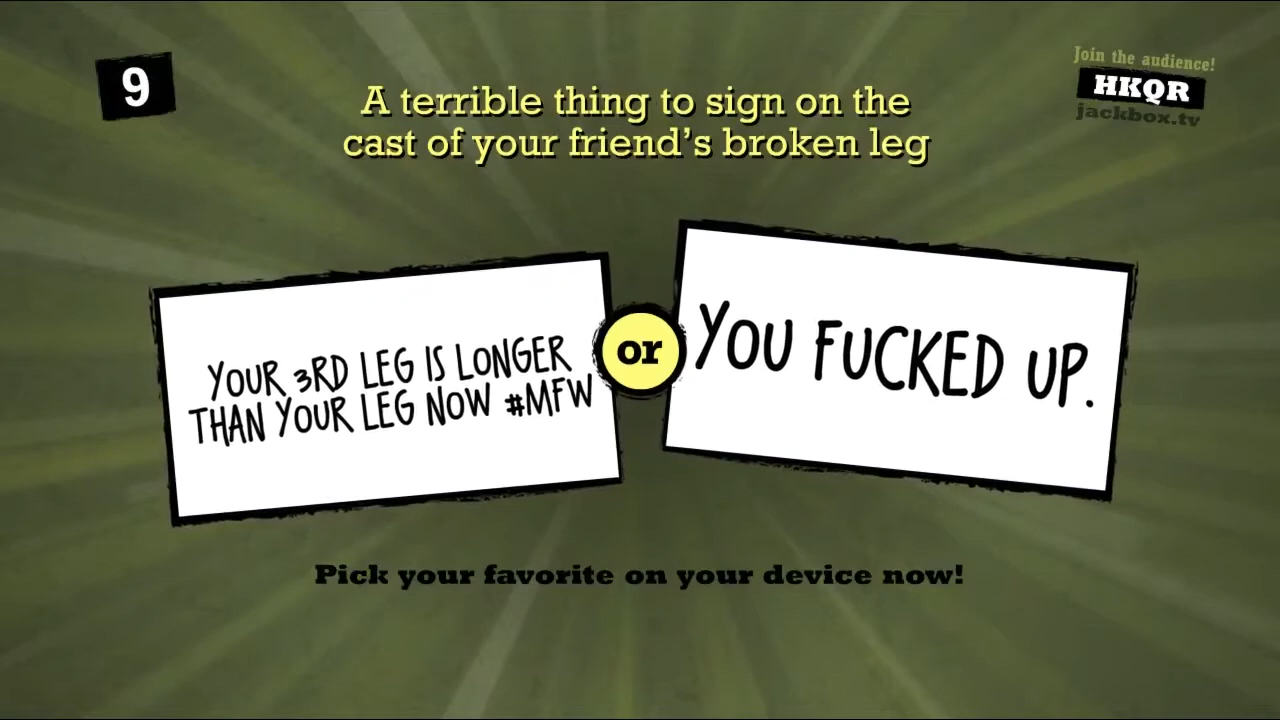 9
Join the audience!
HKQR
jackbox.tv
A terrible thing to sign on the
cast of your friend's broken leg
YOUR 3RD LEG IS LONGER
THAN YOUR LEG NOW #MFW
or
YOU FUCKED UP.
Pick your favorite on your device now!